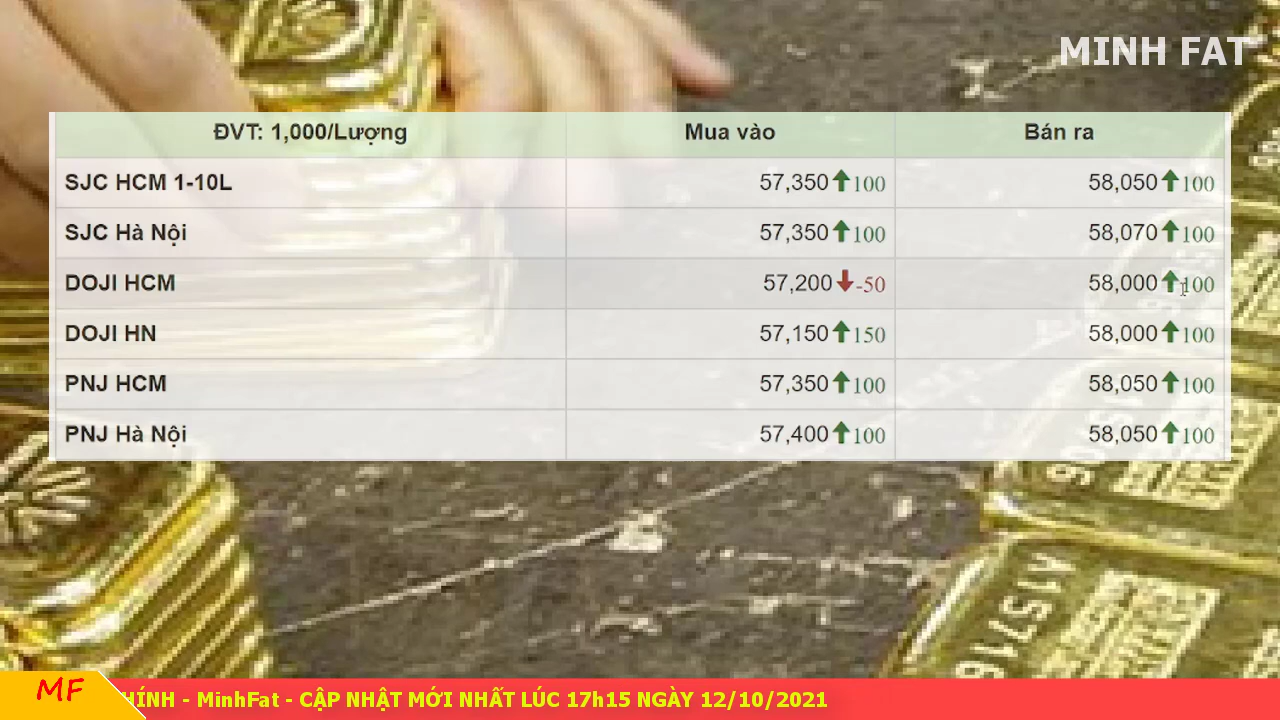 MINH FAT
ĐVT: 1,000/Lượng Mua vào Bán ra
SJC HCM 1-10L 57,350 100 58,050 100
SJC Hà Nội 57,350 100 58,070 100
DOJI HCM 57,200 -50 58,000 100
DOJI HN 57,150 150 58,000 100
PNJ HCM 57,350 100 58,050 100
PNJ Hà Nội 57,400 100 58,050 100
A15716
MF HÍNH - MinhFat - CẬP NHẬT MỚI NHẤT LÚC 17h15 NGÀY 12/10/2021